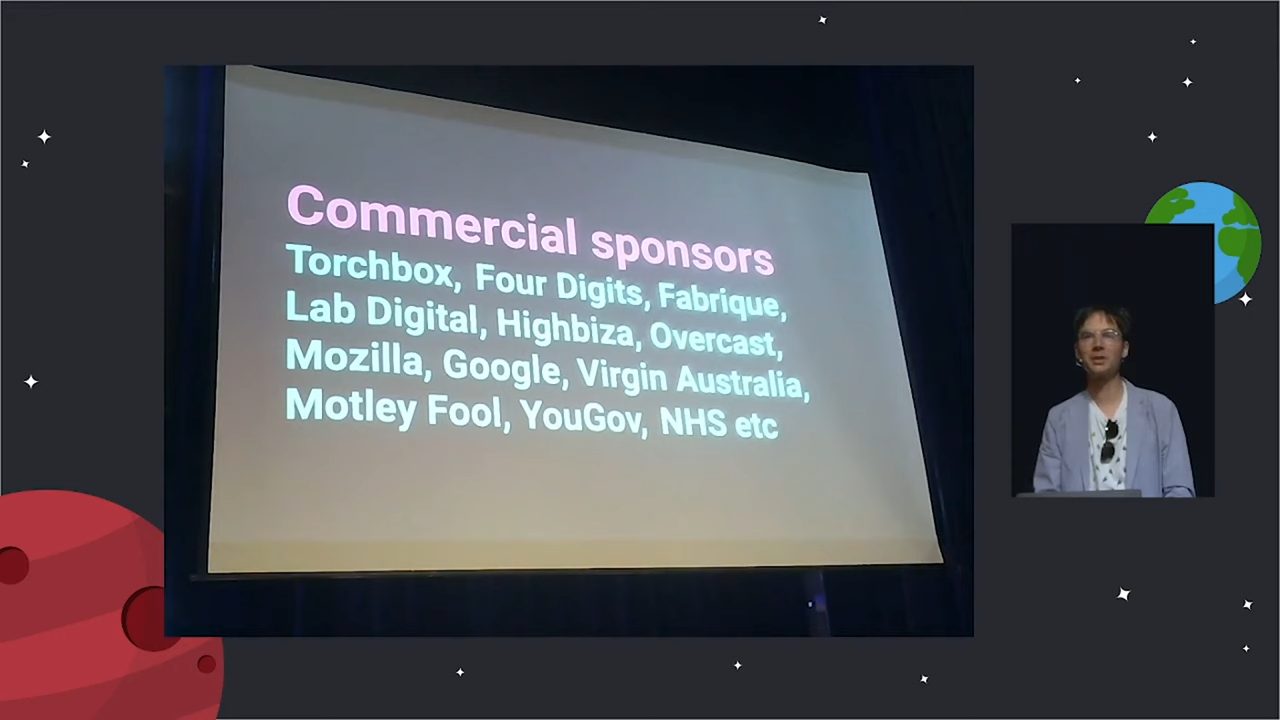 Commercial sponsors
Torchbox, Four Digits, Fabrique,
Lab Digital, Highbiza, Overcast,
Mozilla, Google, Virgin Australia,
Motley Fool, YouGov, NHS etc